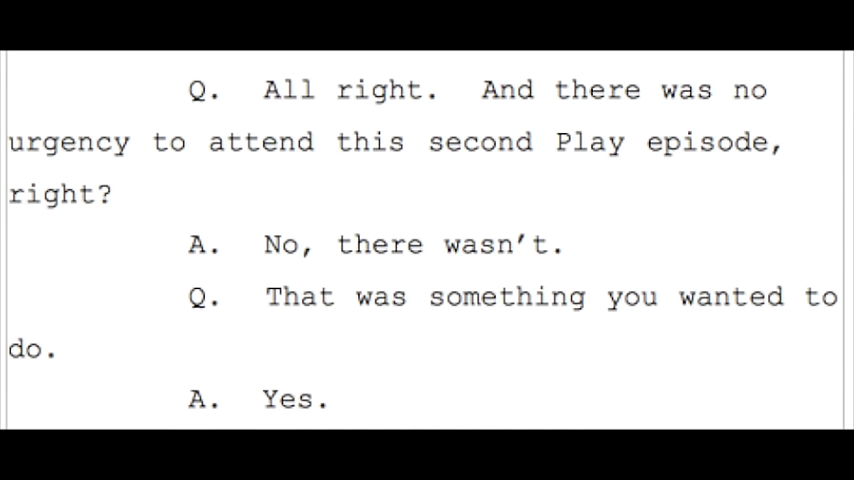 Q. All right. And there was no
urgency to attend this second Play episode,
right?
A. No, there wasn't.
Q. That was something you wanted to
do.
A. Yes.